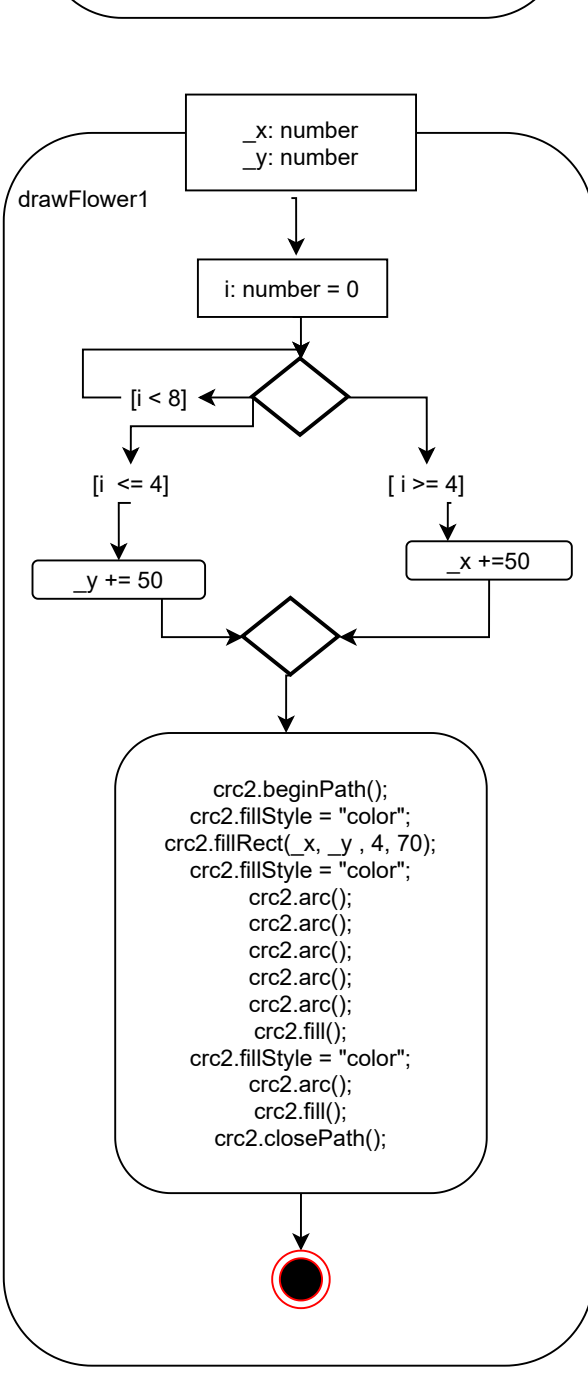 _x: number
_y: number
drawFlower1
i: number = 0
[i < 8]
[i  <= 4]
[ i >= 4]
_y += 50
_x +=50
crc2.beginPath();
crc2.fillStyle = "color";
crc2.fillRect(_x, _y , 4, 70);
crc2.fillStyle = "color";
crc2.arc();
crc2.arc();
crc2.arc();
crc2.arc();
crc2.arc();
crc2.fill();
crc2.fillStyle = "color";
crc2.arc();
crc2.fill();
crc2.closePath();